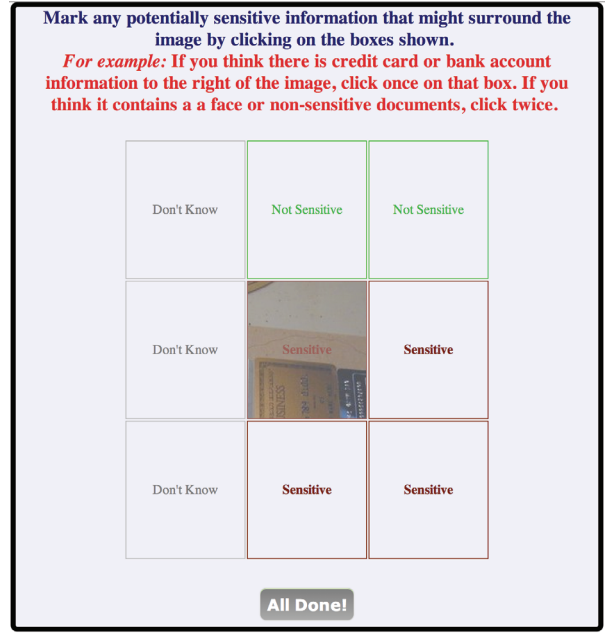 Mark any potentially sensitive information that might surround the
image by clicking on the boxes shown.
For example: If you think there is credit card or bank account
information to the right of the image, click once on that box. If you
think it contains a a face or non-sensitive documents, click twice.
Don't Know
Not Sensitive
Not Sensitive
Don't Know
Sensitive
Sensitive
Don't Know
Sensitive
Sensitive
All Done!